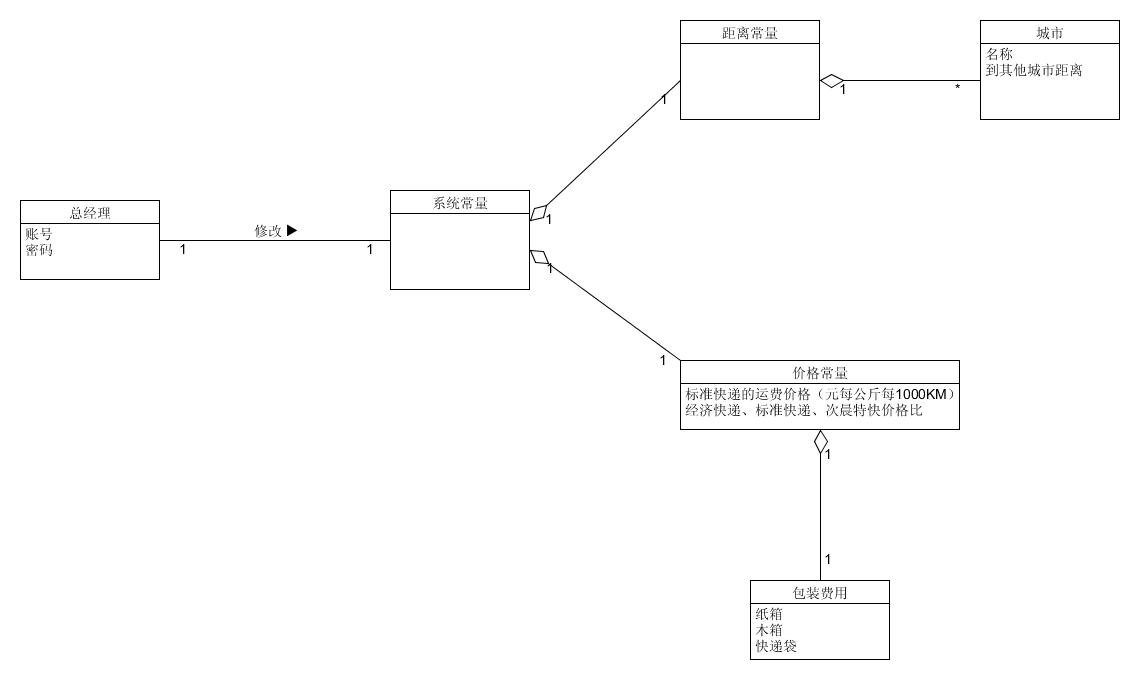 距离常量
1
1
*
城市
名称
到其他城市距离
总经理
账号
密码
修改 ▶
1
1
系统常量
1
1
1
价格常量
标准快递的运费价格（元每公斤每1000KM）
经济快递、标准快递、次晨特快价格比
1
1
包装费用
纸箱
木箱
快递袋